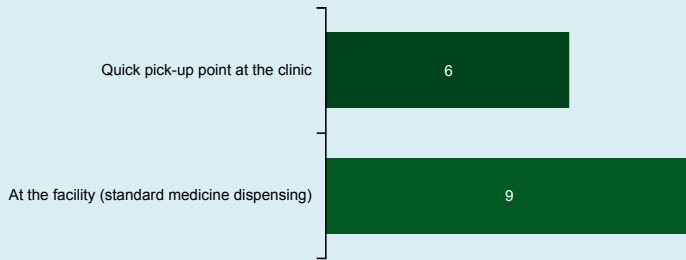 Quick pick-up point at the clinic
6
At the facility (standard medicine dispensing)
9